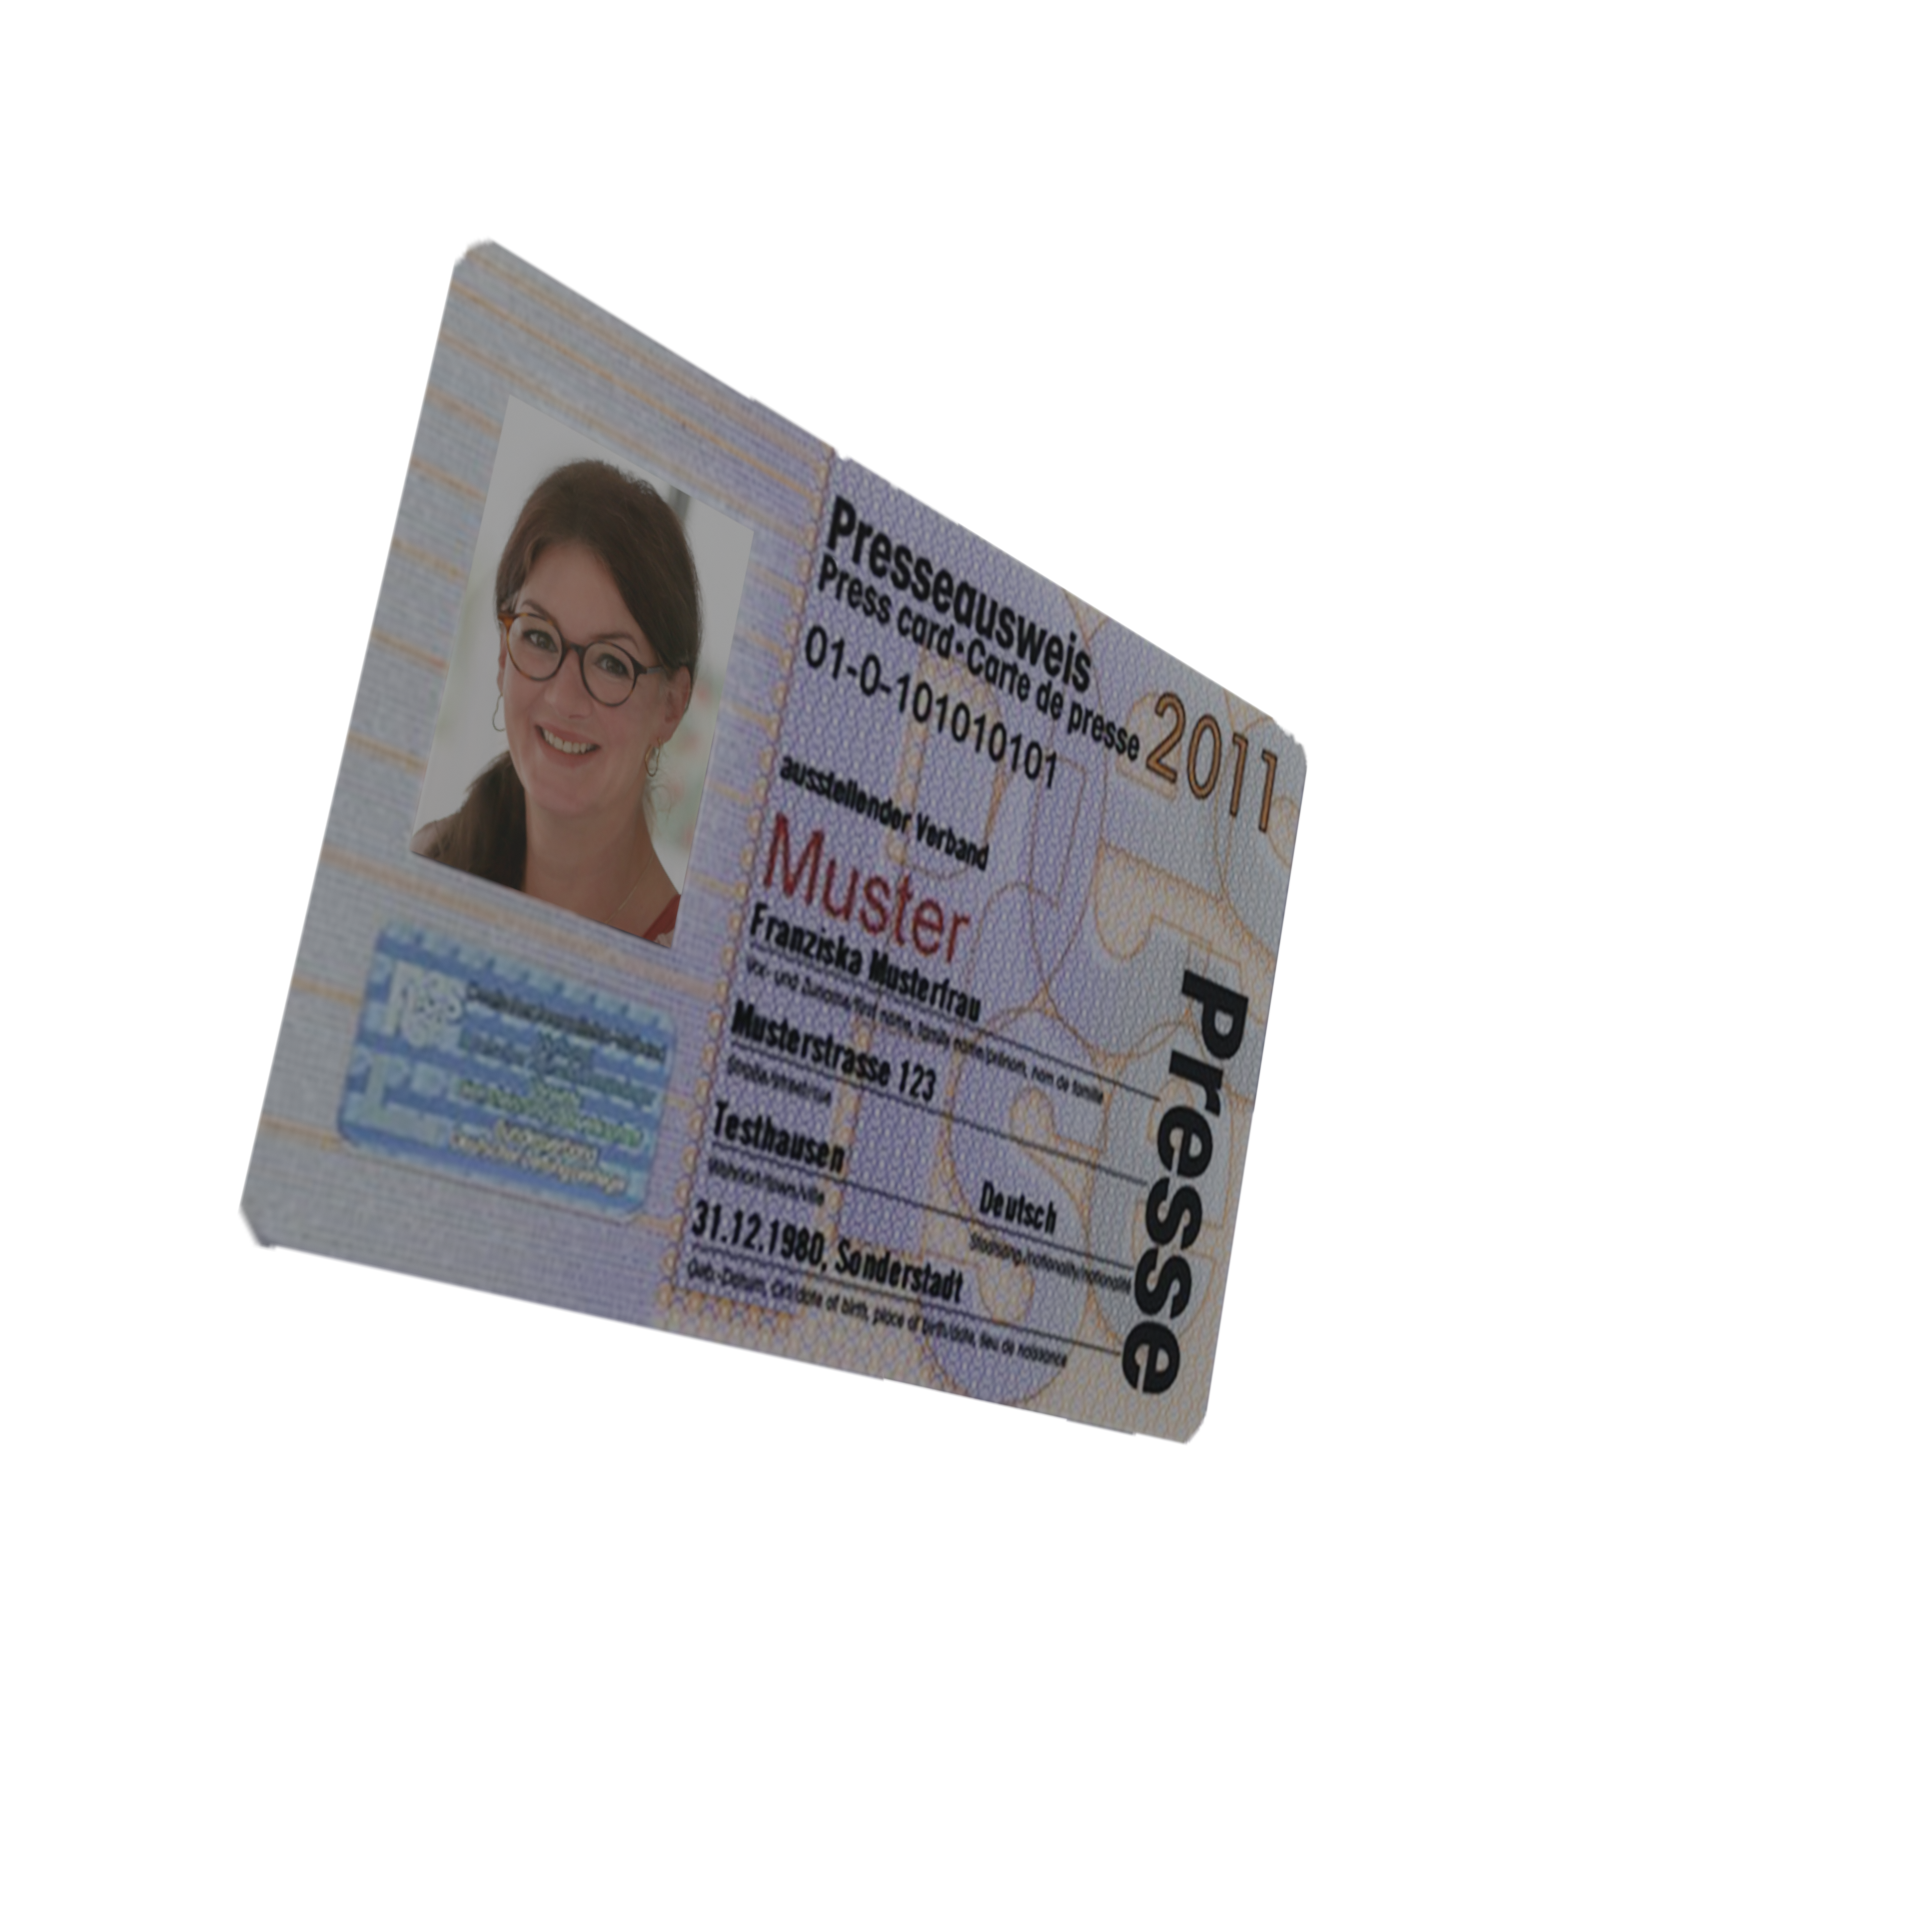 Presseausweis
Press card·Carte de presse
2011
01-0-101010101
ausstellender Verband
Muster
Franziska Musterfrau
Vor- und Zuname/first name, family name/prénom, nom de famille
Musterstrasse 123
Straße/street/rue
Testhausen
Deutsch
Wohnort/town/ville
Staatsang./nationality/nationalité
31.12.1980, Sonderstadt
Geb.-Datum, Ort/date of birth, place of birth/date, lieu de naissance
Presse